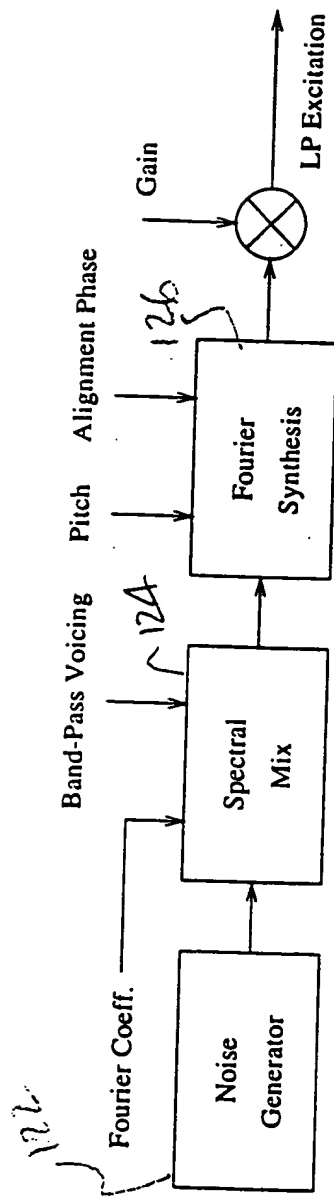 122
Fourier Coeff.
Band-Pass Voicing
124
Pitch
Alignment Phase
126
Gain
Noise
Generator
Spectral
Mix
Fourier
Synthesis
LP Excitation